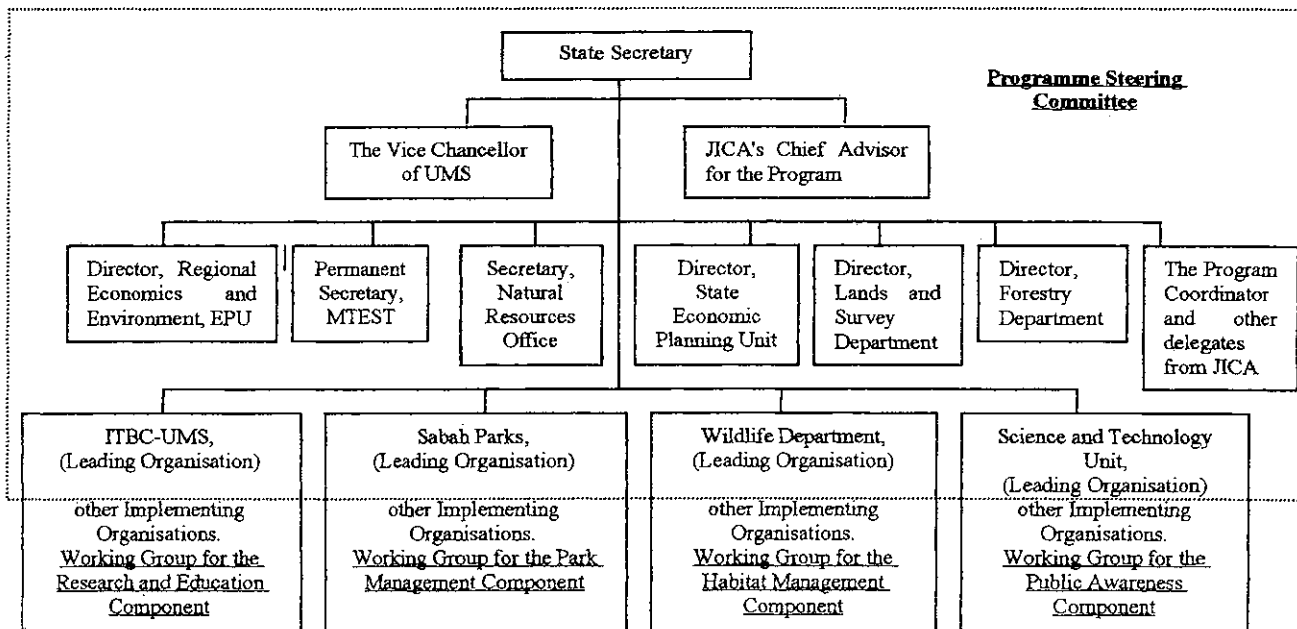 State Secretary
Programme Steering
Committee
The Vice Chancellor
of UMS
JICA's Chief Advisor
for the Program
Director, Regional
Economics and
Environment, EPU
Permanent
Secretary,
MTEST
Secretary,
Natural
Resources
Office
Director,
State
Economic
Planning Unit
Director,
Lands and
Survey
Department
Director,
Forestry
Department
The Program
Coordinator
and other
delegates
from JICA
ITBC-UMS,
(Leading Organisation)
other Implementing
Organisations.
Working Group for the
Research and Education
Component
Sabah Parks,
(Leading Organisation)
other Implementing
Organisations.
Working Group for the Park
Management Component
Wildlife Department,
(Leading Organisation)
other Implementing
Organisations.
Working Group for the
Habitat Management
Component
Science and Technology
Unit,
(Leading Organisation)
other Implementing
Organisations.
Working Group for the
Public Awareness
Component